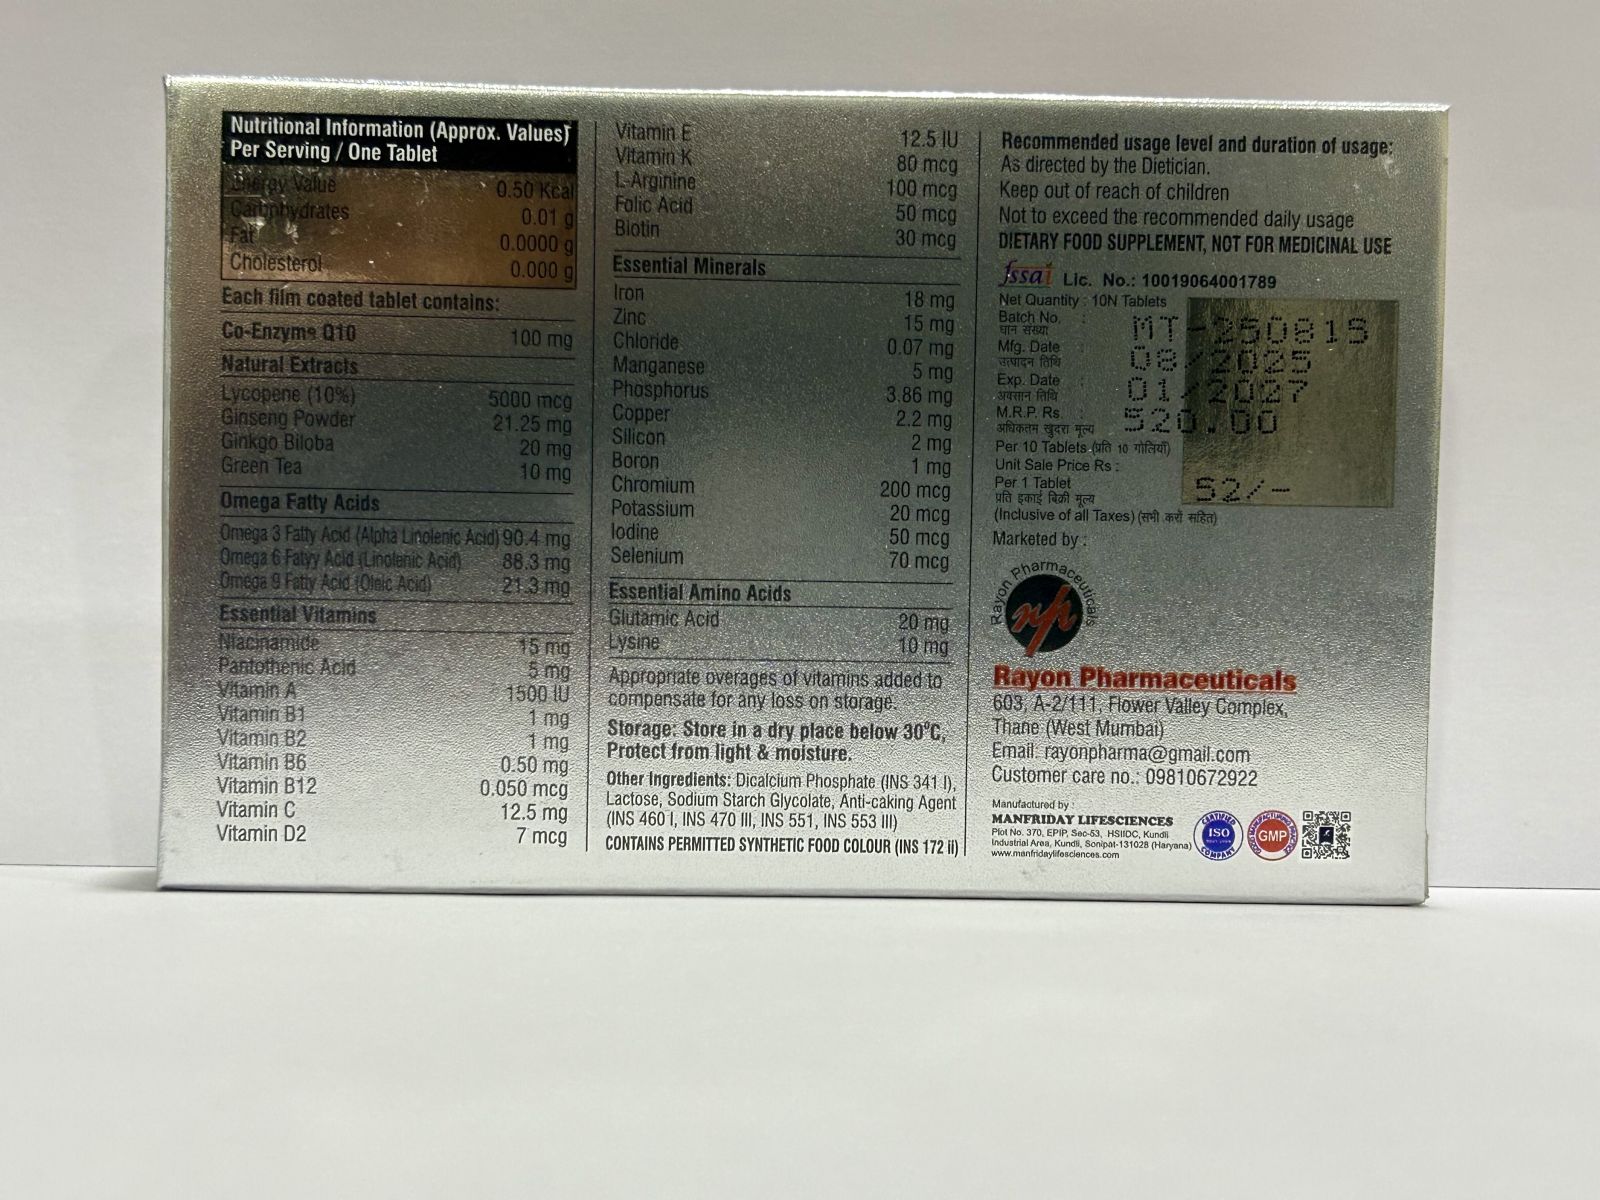 Nutritional Information (Approx. Values)
Per Serving / One Tablet
Energy Value 0.50 Kcal
Carbohydrates 0.01 g
Fat 0.0000 g
Cholesterol 0.000 g
Each film coated tablet contains:
Co-Enzyme Q10 100 mg
Natural Extracts
Lycopene (10%) 5000 mcg
Ginseng Powder 21.25 mg
Ginkgo Biloba 20 mg
Green Tea 10 mg
Omega Fatty Acids
Omega 3 Fatty Acid (Alpha Linolenic Acid) 90.4 mg
Omega 6 Fatyy Acid (Linolenic Acid) 88.3 mg
Omega 9 Fatty Acid (Oleic Acid) 21.3 mg
Essential Vitamins
Niacinamide 15 mg
Pantothenic Acid 5 mg
Vitamin A 1500 IU
Vitamin B1 1 mg
Vitamin B2 1 mg
Vitamin B6 0.50 mg
Vitamin B12 0.050 mcg
Vitamin C 12.5 mg
Vitamin D2 7 mcg
Vitamin E 12.5 IU
Vitamin K 80 mcg
L-Arginine 100 mcg
Folic Acid 50 mcg
Biotin 30 mcg
Essential Minerals
Iron 18 mg
Zinc 15 mg
Chloride 0.07 mg
Manganese 5 mg
Phosphorus 3.86 mg
Copper 2.2 mg
Silicon 2 mg
Boron 1 mg
Chromium 200 mcg
Potassium 20 mcg
Iodine 50 mcg
Selenium 70 mcg
Essential Amino Acids
Glutamic Acid 20 mg
Lysine 10 mg
Appropriate overages of vitamins added to
compensate for any loss on storage.
Storage: Store in a dry place below 30°C,
Protect from light & moisture.
Other Ingredients: Dicalcium Phosphate (INS 341 I),
Lactose, Sodium Starch Glycolate, Anti-caking Agent
(INS 460 I, INS 470 III, INS 551, INS 553 III)
CONTAINS PERMITTED SYNTHETIC FOOD COLOUR (INS 172 ii)
Recommended usage level and duration of usage:
As directed by the Dietician.
Keep out of reach of children
Not to exceed the recommended daily usage
DIETARY FOOD SUPPLEMENT, NOT FOR MEDICINAL USE
fssai Lic. No.: 10019064001789
Net Quantity : 10N Tablets
Batch No. : MT-250819
घान संख्या
Mfg. Date : 08/2025
उत्पादन तिथि
Exp. Date : 01/2027
अवसान तिथि
M.R.P. Rs. : 520.00
अधिकतम खुदरा मूल्य
Per 10 Tablets (प्रति 10 गोलियाँ)
Unit Sale Price Rs :
Per 1 Tablet 52/-
प्रति इकाई बिक्री मूल्य
(Inclusive of all Taxes) (सभी करों सहित)
Marketed by :
Rayon Pharmaceuticals
rp
Rayon Pharmaceuticals
603, A-2/111, Flower Valley Complex,
Thane (West Mumbai)
Email: rayonpharma@gmail.com
Customer care no.: 09810672922
Manufactured by :
MANFRIDAY LIFESCIENCES
Plot No. 370, EPIP, Sec-53, HSIIDC, Kundli
Industrial Area, Kundli, Sonipat-131028 (Haryana)
www.manfridaylifesciences.com
CERTIFIED
ISO
COMPANY
GMP